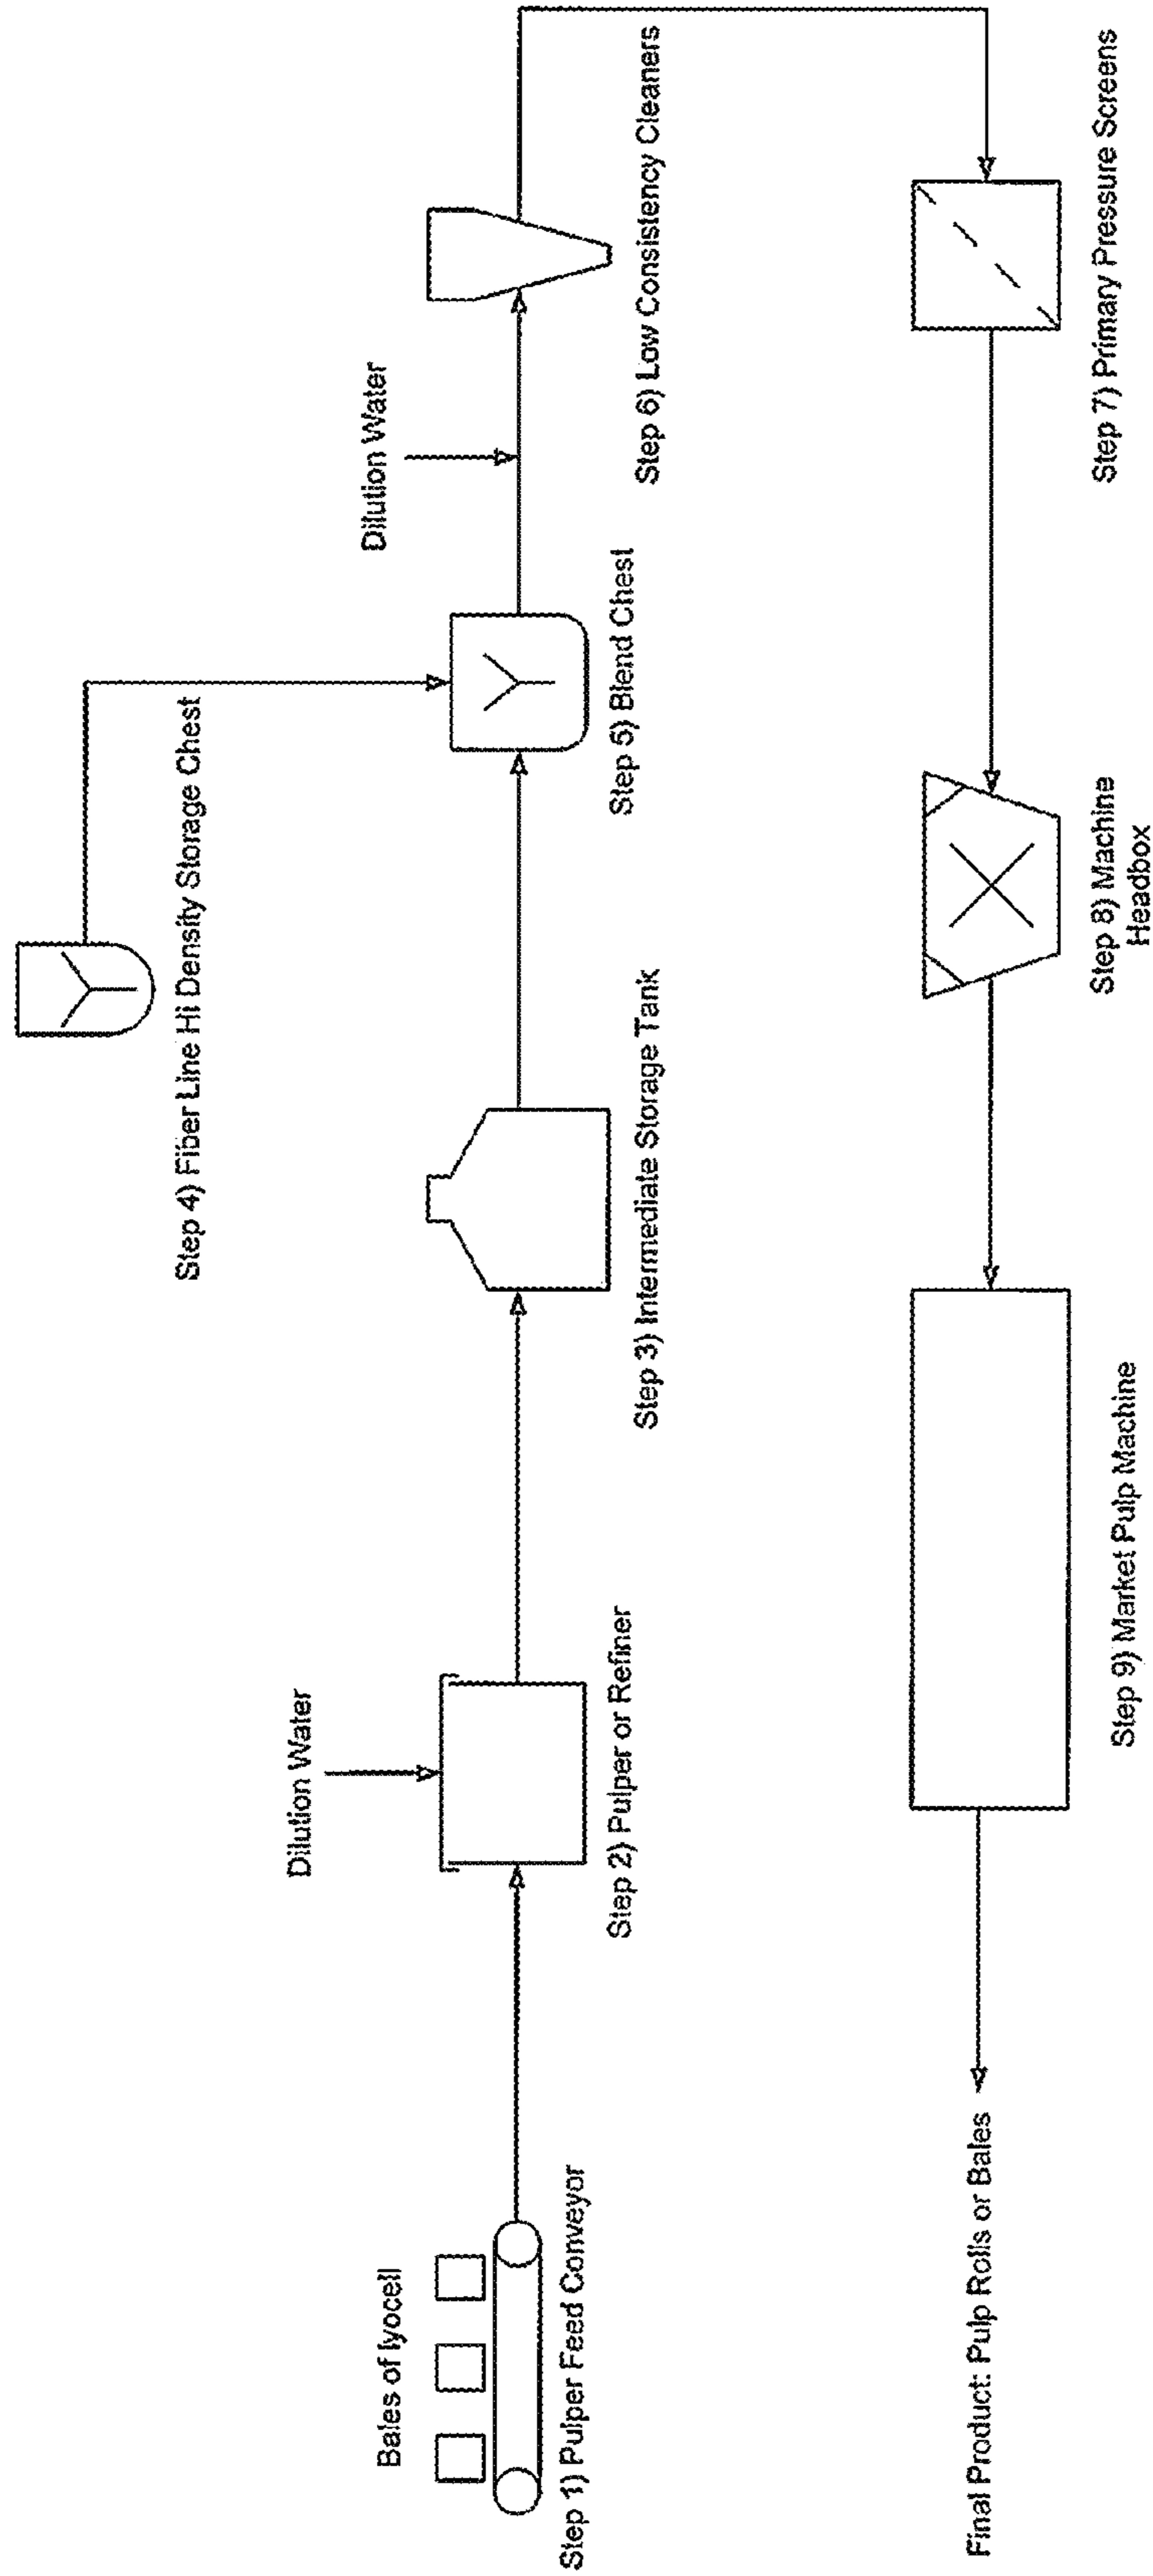 Bales of lyocell
Step 1) Pulper Feed Conveyor
Dilution Water
Step 2) Pulper or Refiner
Step 3) Intermediate Storage Tank
Step 4) Fiber Line Hi Density Storage Chest
Step 5) Blend Chest
Dilution Water
Step 6) Low Consistency Cleaners
Step 7) Primary Pressure Screens
Step 8) Machine
Headbox
Step 9) Market Pulp Machine
Final Product: Pulp Rolls or Bales